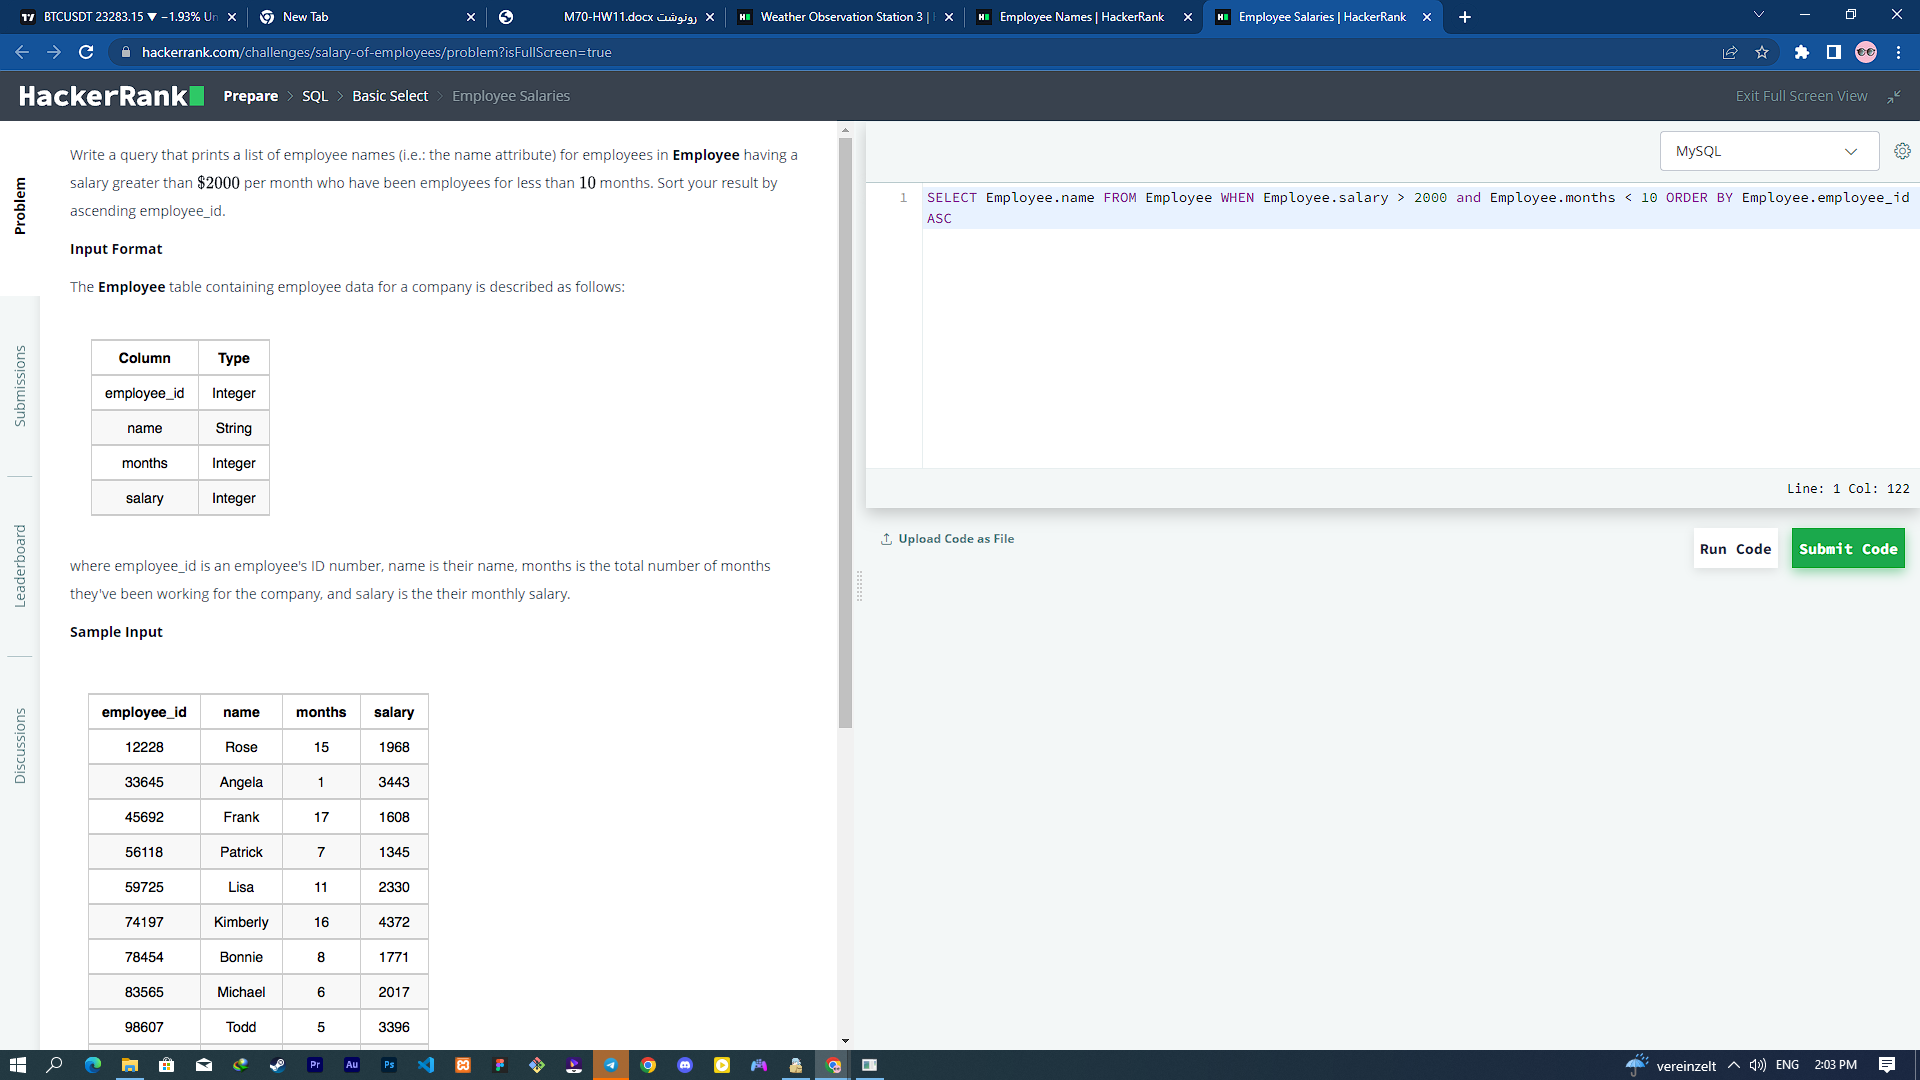 BTCUSDT 23283.15 ▼ −1.93% Un
New Tab
M70-HW11.docx رونوشت
Weather Observation Station 3 |
Employee Names | HackerRank
Employee Salaries | HackerRank
hackerrank.com/challenges/salary-of-employees/problem?isFullScreen=true
HackerRank
Prepare > SQL > Basic Select > Employee Salaries
Exit Full Screen View
Problem
Submissions
Leaderboard
Discussions
Write a query that prints a list of employee names (i.e.: the name attribute) for employees in Employee having a
salary greater than $2000 per month who have been employees for less than 10 months. Sort your result by
ascending employee_id.
Input Format
The Employee table containing employee data for a company is described as follows:
Column Type
employee_id Integer
name String
months Integer
salary Integer
where employee_id is an employee's ID number, name is their name, months is the total number of months
they've been working for the company, and salary is the their monthly salary.
Sample Input
employee_id name months salary
12228 Rose 15 1968
33645 Angela 1 3443
45692 Frank 17 1608
56118 Patrick 7 1345
59725 Lisa 11 2330
74197 Kimberly 16 4372
78454 Bonnie 8 1771
83565 Michael 6 2017
98607 Todd 5 3396
MySQL
1 SELECT Employee.name FROM Employee WHEN Employee.salary > 2000 and Employee.months < 10 ORDER BY Employee.employee_id
ASC
Line: 1 Col: 122
Upload Code as File
Run Code
Submit Code
Pr
Au
Ps
vereinzelt
ENG
2:03 PM